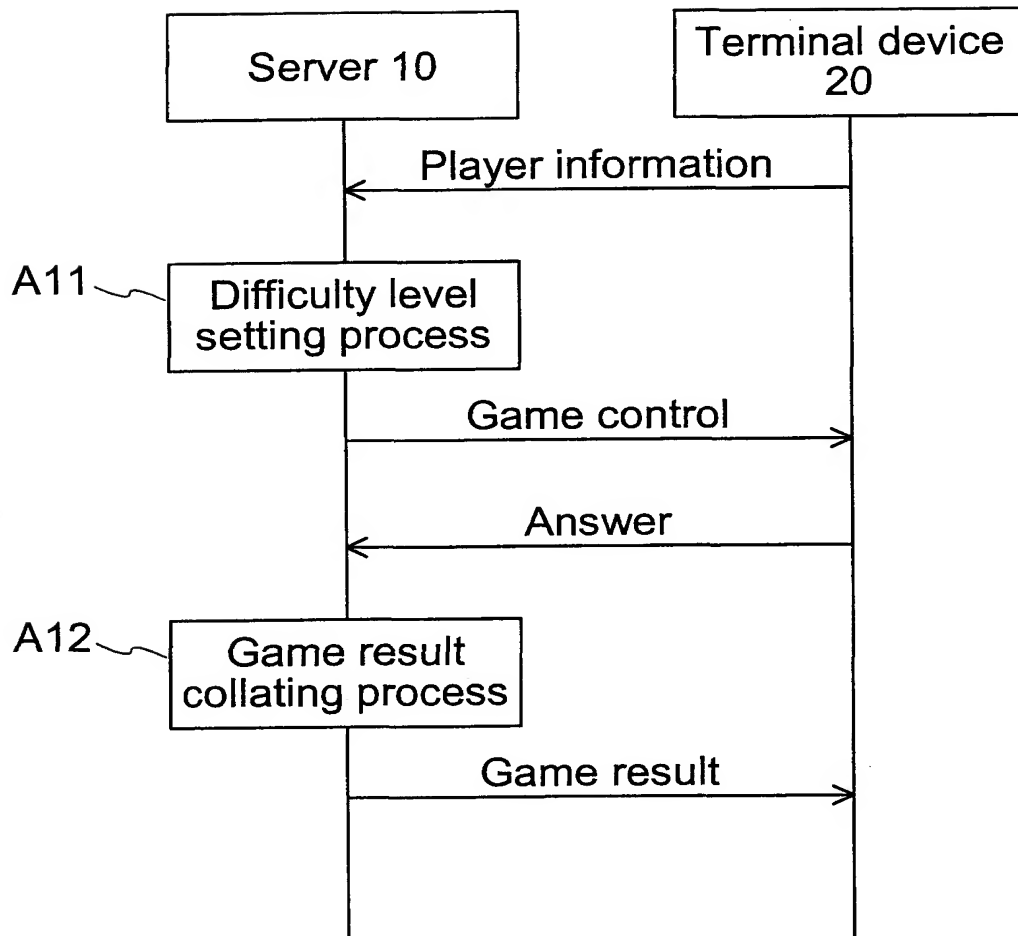 Server 10
Terminal device
20
Player information
A11
Difficulty level
setting process
Game control
Answer
A12
Game result
collating process
Game result